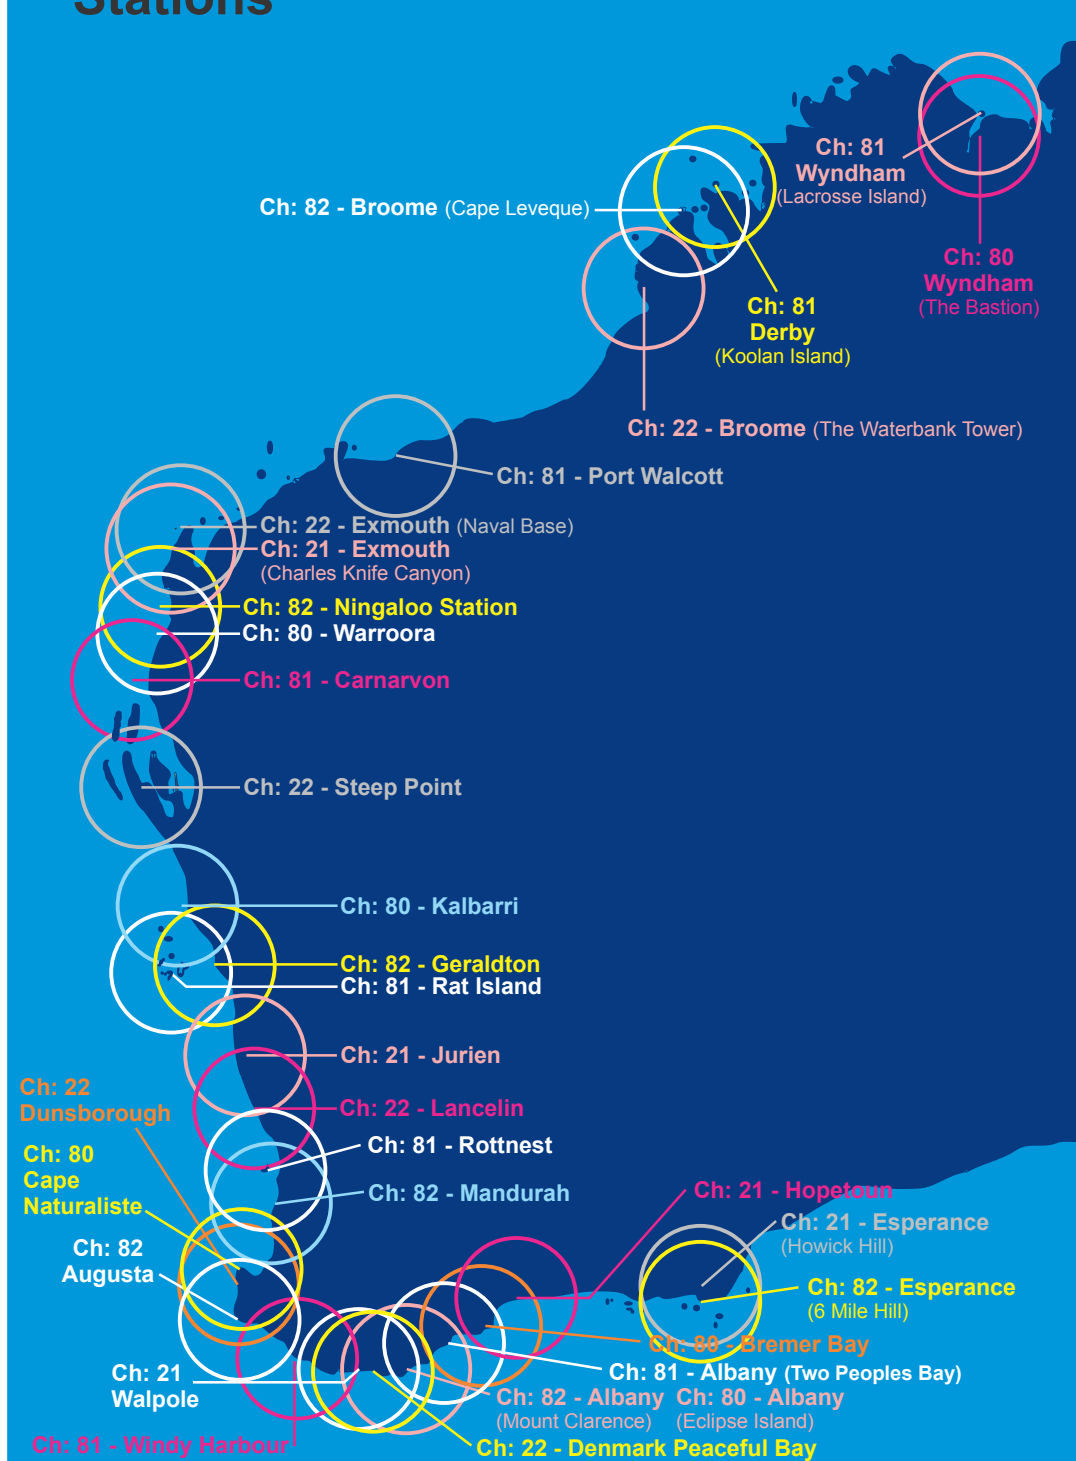 Stations
Ch: 81
Wyndham
(Lacrosse Island)
Ch: 82 - Broome (Cape Leveque)
Ch: 80
Wyndham
(The Bastion)
Ch: 81
Derby
(Koolan Island)
Ch: 22 - Broome (The Waterbank Tower)
Ch: 81 - Port Walcott
Ch: 22 - Exmouth (Naval Base)
Ch: 21 - Exmouth
(Charles Knife Canyon)
Ch: 82 - Ningaloo Station
Ch: 80 - Warroora
Ch: 81 - Carnarvon
Ch: 22 - Steep Point
Ch: 80 - Kalbarri
Ch: 82 - Geraldton
Ch: 81 - Rat Island
Ch: 21 - Jurien
Ch: 22
Dunsborough
Ch: 22 - Lancelin
Ch: 81 - Rottnest
Ch: 80
Cape
Naturaliste
Ch: 82 - Mandurah
Ch: 21 - Hopetoun
Ch: 21 - Esperance
(Howick Hill)
Ch: 82
Augusta
Ch: 82 - Esperance
(6 Mile Hill)
Ch: 80 - Bremer Bay
Ch: 81 - Albany (Two Peoples Bay)
Ch: 21
Walpole
Ch: 82 - Albany
(Mount Clarence)
Ch: 80 - Albany
(Eclipse Island)
Ch: 81 - Windy Harbour
Ch: 22 - Denmark Peaceful Bay